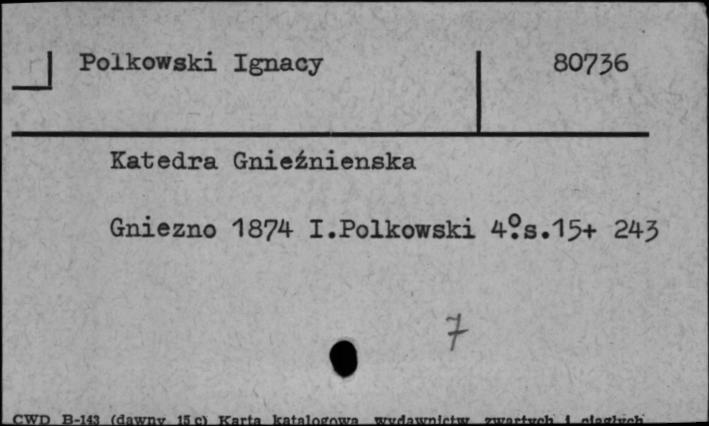 Polkowski Ignacy 80736
Katedra Gnieźnienska
Gniezno 1874 I.Polkowski 4º.s.15+ 243
7
CWD B-143 (dawny 15 c) Karta katalogowa wydawnictw zwartych i ciągłych